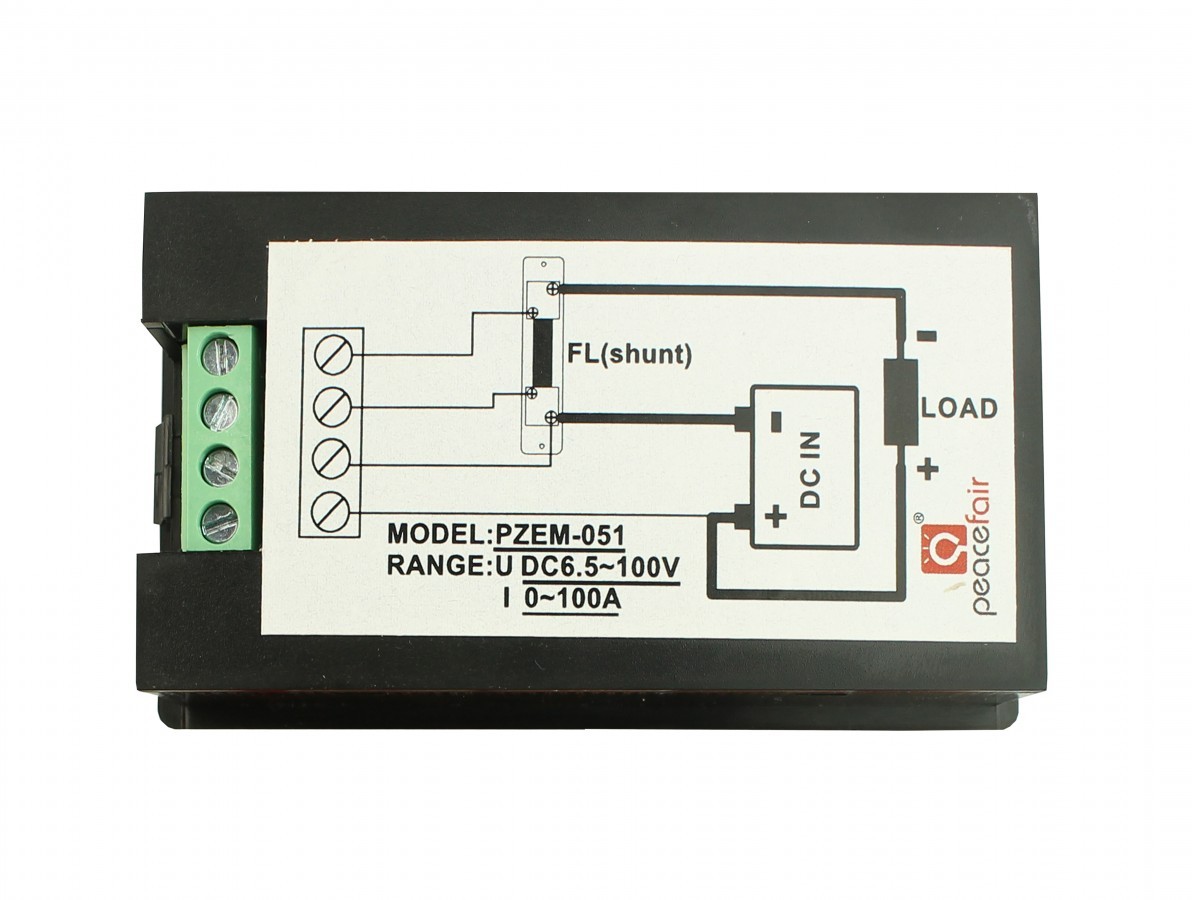 FL(shunt)
-
LOAD
+
-
DC IN
+
MODEL:PZEM-051
RANGE:U DC6.5~100V
I 0~100A
peacefair®